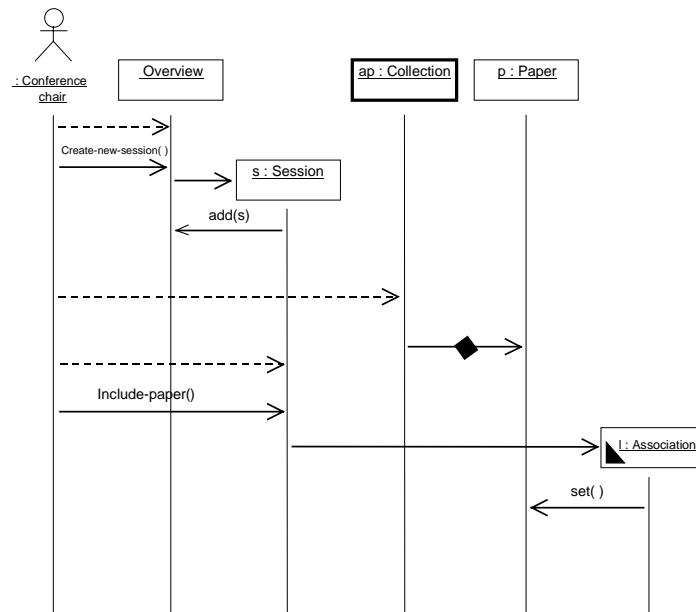 : Conference
chair
Overview
ap : Collection
p : Paper
Create-new-session( )
s : Session
add(s)
Include-paper()
l : Association
set( )